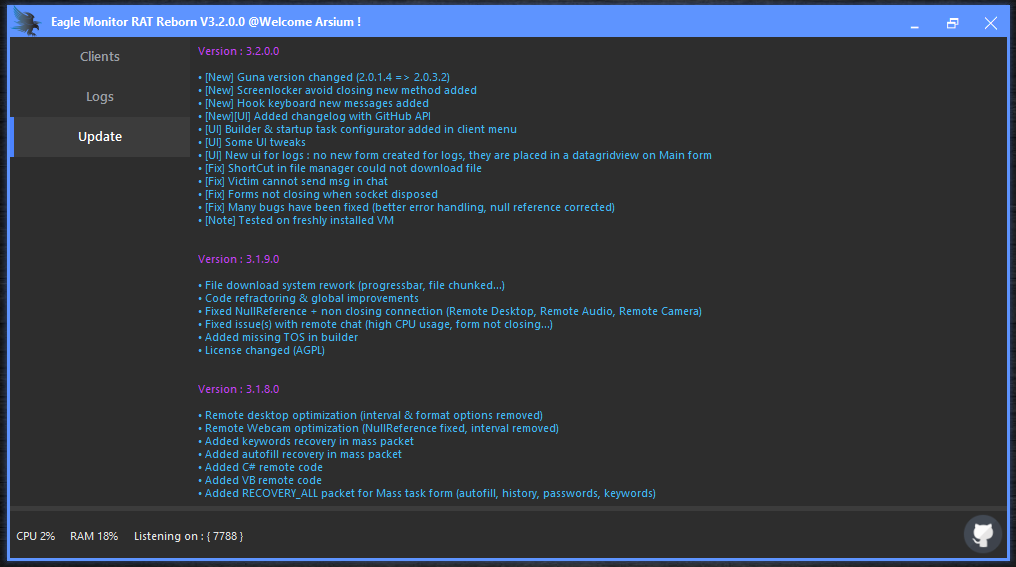 Eagle Monitor RAT Reborn V3.2.0.0 @Welcome Arsium !
Clients
Logs
Update
Version : 3.2.0.0
• [New] Guna version changed (2.0.1.4 => 2.0.3.2)
• [New] Screenlocker avoid closing new method added
• [New] Hook keyboard new messages added
• [New][UI] Added changelog with GitHub API
• [UI] Builder & startup task configurator added in client menu
• [UI] Some UI tweaks
• [UI] New ui for logs : no new form created for logs, they are placed in a datagridview on Main form
• [Fix] ShortCut in file manager could not download file
• [Fix] Victim cannot send msg in chat
• [Fix] Forms not closing when socket disposed
• [Fix] Many bugs have been fixed (better error handling, null reference corrected)
• [Note] Tested on freshly installed VM
Version : 3.1.9.0
• File download system rework (progressbar, file chunked...)
• Code refractoring & global improvements
• Fixed NullReference + non closing connection (Remote Desktop, Remote Audio, Remote Camera)
• Fixed issue(s) with remote chat (high CPU usage, form not closing...)
• Added missing TOS in builder
• License changed (AGPL)
Version : 3.1.8.0
• Remote desktop optimization (interval & format options removed)
• Remote Webcam optimization (NullReference fixed, interval removed)
• Added keywords recovery in mass packet
• Added autofill recovery in mass packet
• Added C# remote code
• Added VB remote code
• Added RECOVERY_ALL packet for Mass task form (autofill, history, passwords, keywords)
CPU 2% RAM 18% Listening on : { 7788 }